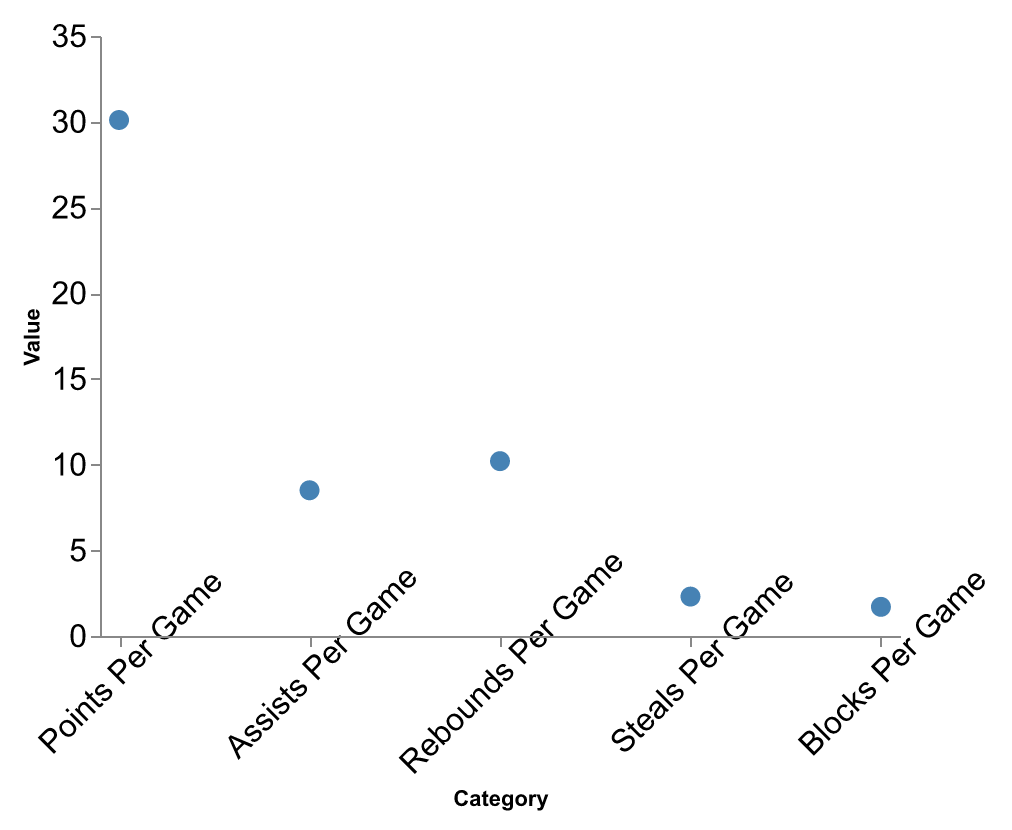 35
30
25
20
15
10
5
0
Value
Points Per Game
Assists Per Game
Rebounds Per Game
Steals Per Game
Blocks Per Game
Category